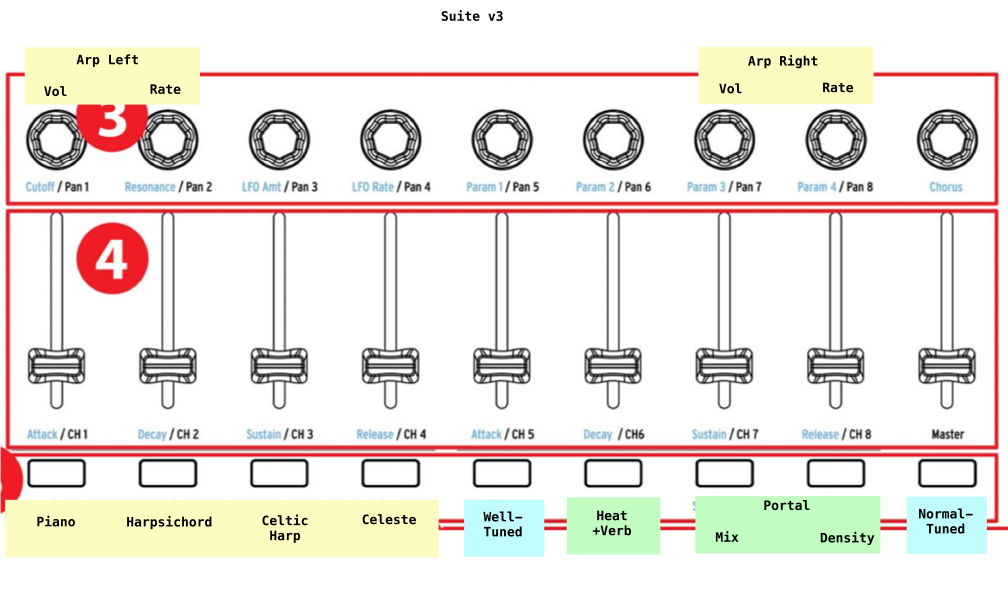 Suite v3
Arp Left
Vol Rate
Arp Right
Vol Rate
3
Cutoff / Pan 1 Resonance / Pan 2 LFO Amt / Pan 3 LFO Rate / Pan 4 Param 1 / Pan 5 Param 2 / Pan 6 Param 3 / Pan 7 Param 4 / Pan 8 Chorus
4
Attack / CH 1 Decay / CH 2 Sustain / CH 3 Release / CH 4 Attack / CH 5 Decay / CH6 Sustain / CH 7 Release / CH 8 Master
Piano
Harpsichord
Celtic
Harp
Celeste
Well-
Tuned
Heat
+Verb
Portal
Mix Density
Normal-
Tuned